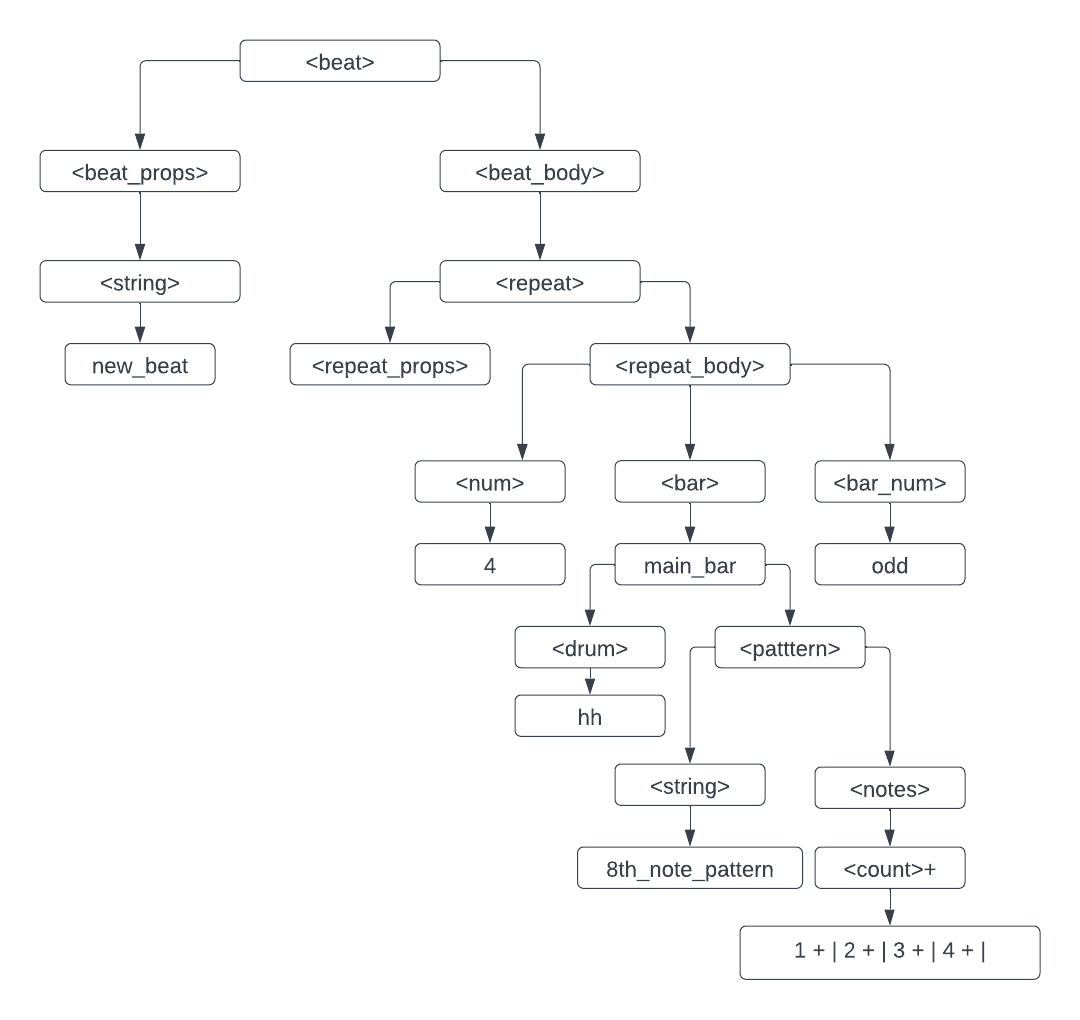 <beat>
<beat_props>
<beat_body>
<string>
<repeat>
new_beat
<repeat_props>
<repeat_body>
<num>
<bar>
<bar_num>
4
main_bar
odd
<drum>
<patttern>
hh
<string>
<notes>
8th_note_pattern
<count>+
1 + | 2 + | 3 + | 4 + |